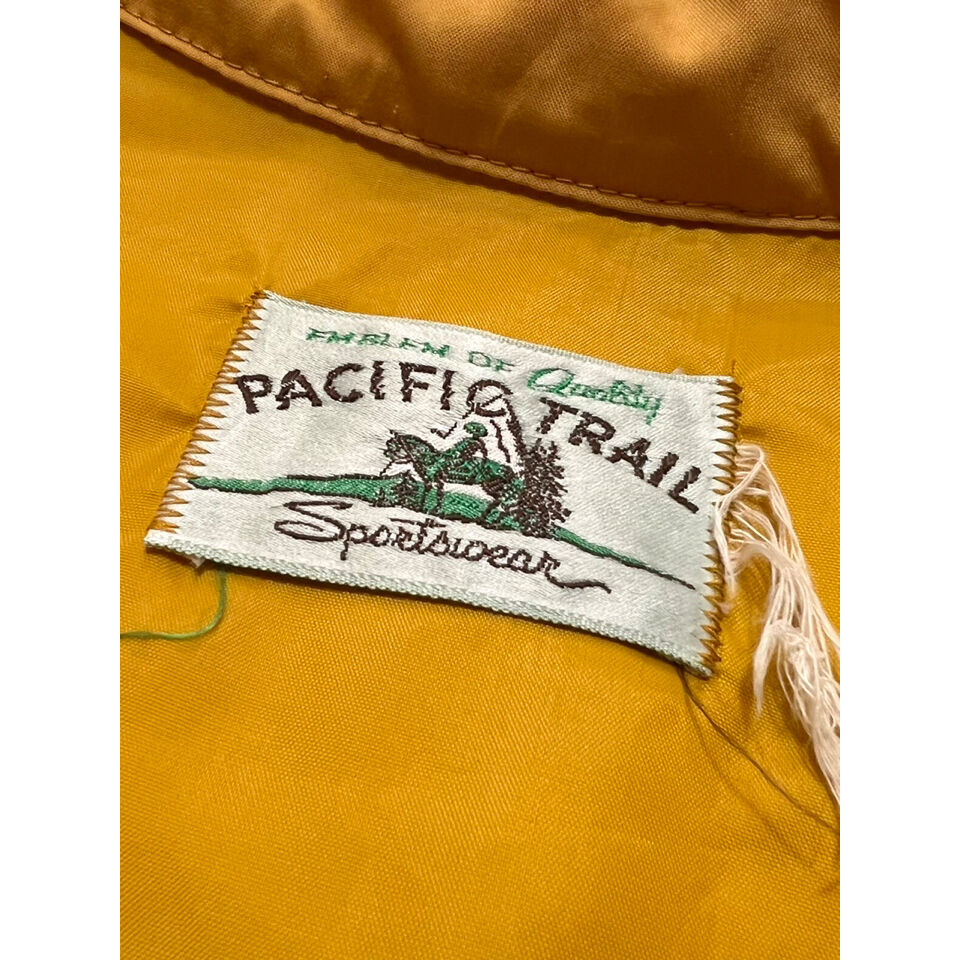 EMBLEM OF Quality
PACIFIC TRAIL
Sportswear